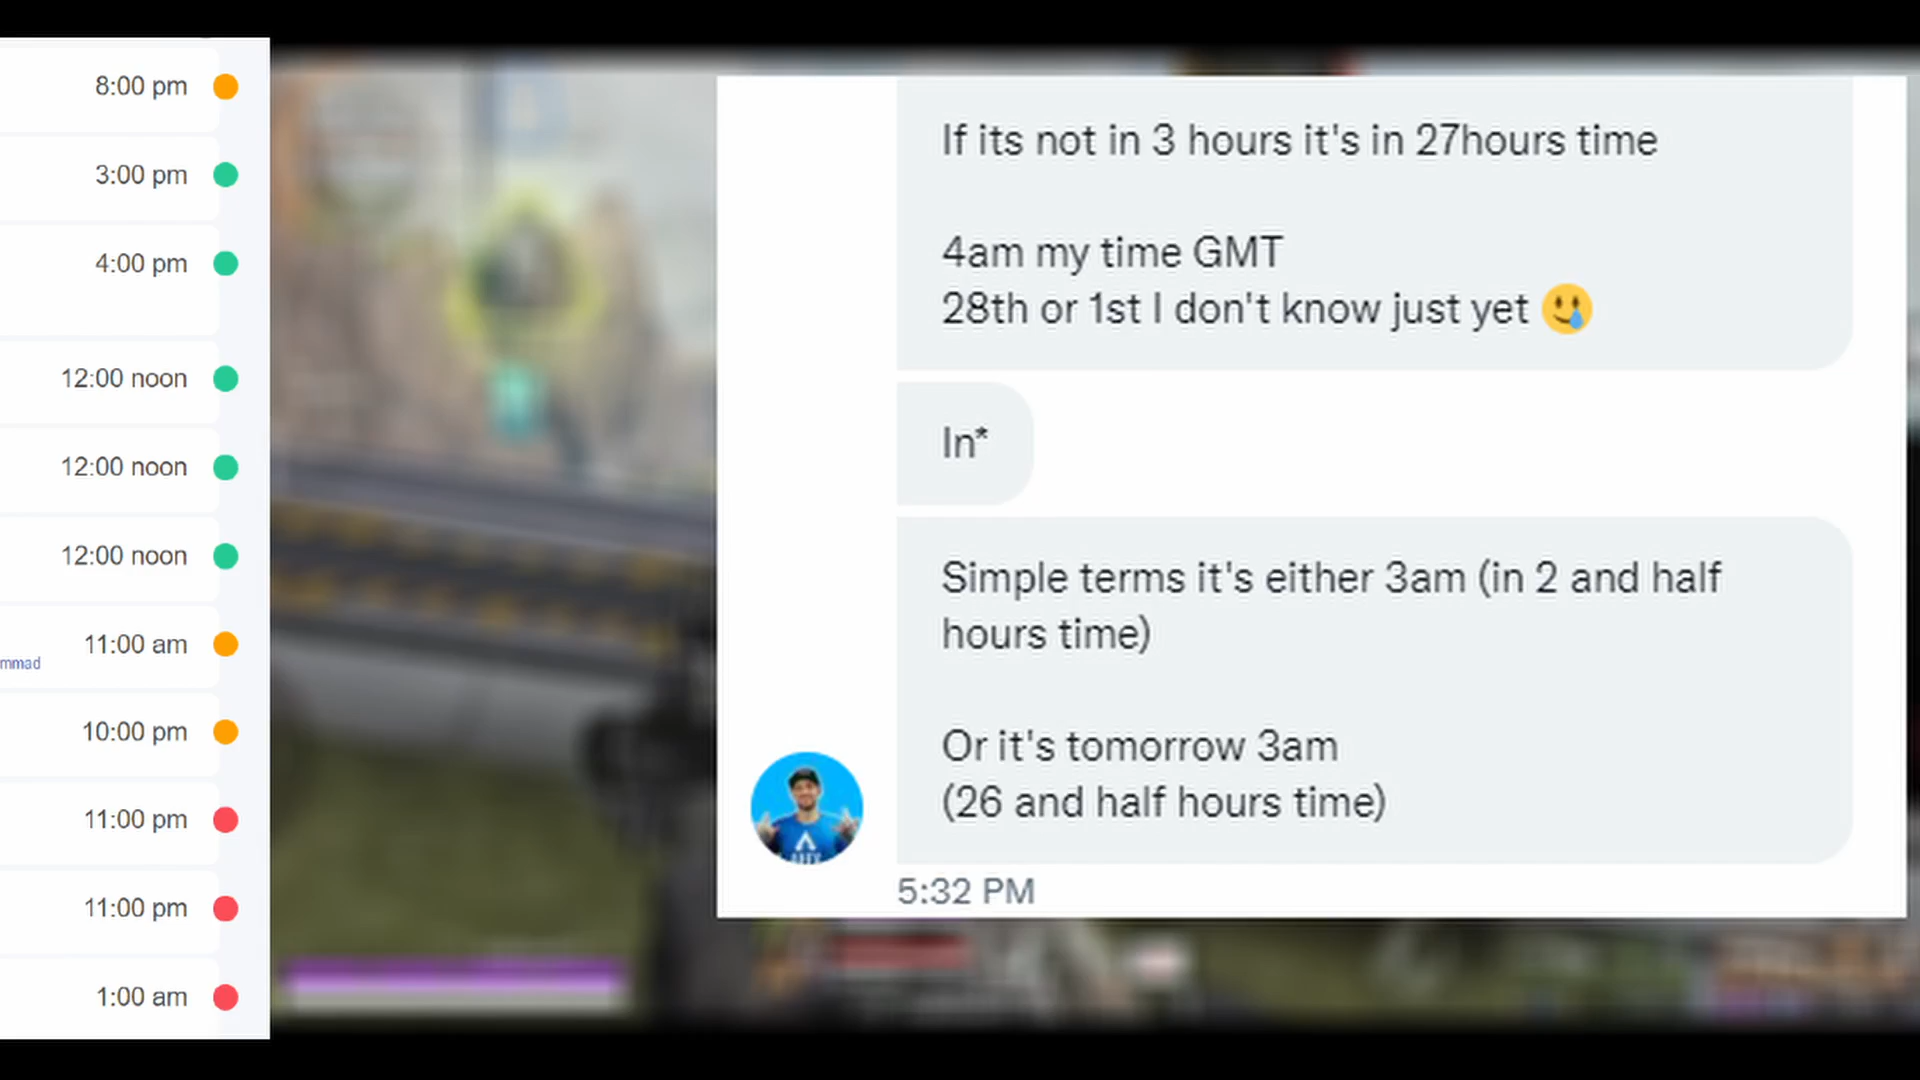 8:00 pm
3:00 pm
4:00 pm
12:00 noon
12:00 noon
12:00 noon
11:00 am
mmad
10:00 pm
11:00 pm
11:00 pm
1:00 am
If its not in 3 hours it's in 27hours time
4am my time GMT
28th or 1st I don't know just yet 🥲
In*
Simple terms it's either 3am (in 2 and half
hours time)
Or it's tomorrow 3am
(26 and half hours time)
5:32 PM